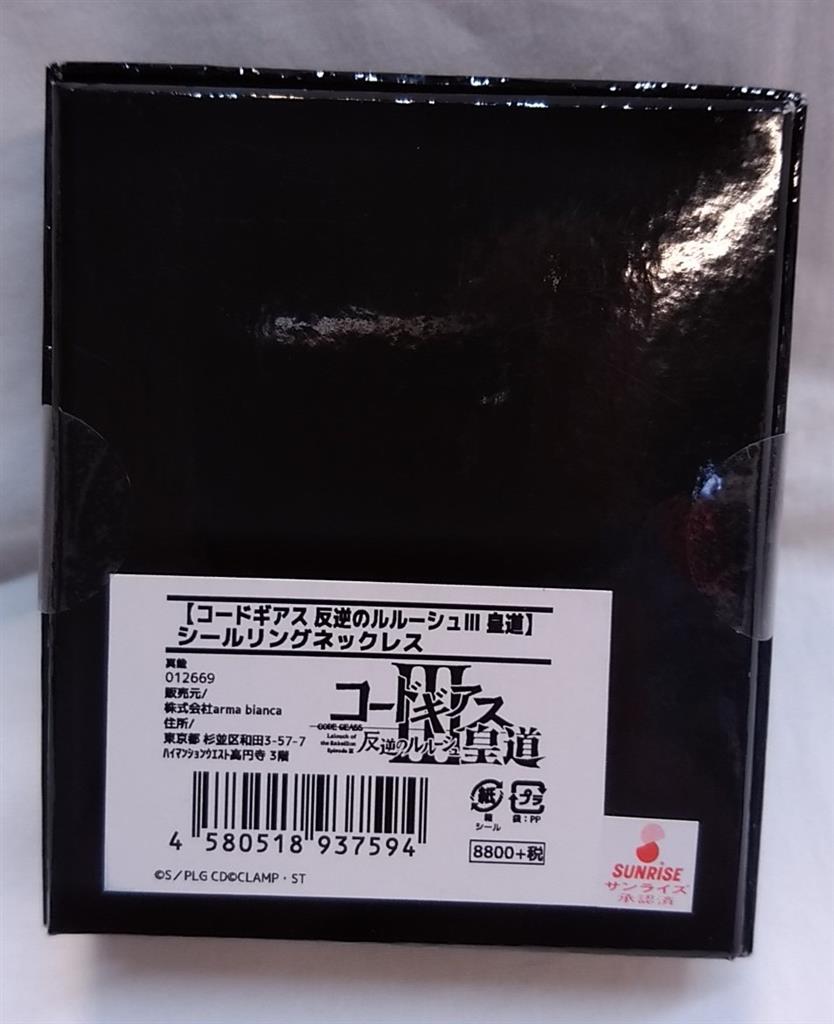 【コードギアス 反逆のルルーシュⅢ 皇道】
シールリングネックレス
真鍮
012669
販売元/
株式会社arma bianca
住所/
東京都 杉並区和田3-57-7
ハイマンションウエスト高円寺 3階
コードギアス
CODE GEASS
Lelouch of
the Rebellion
Episode Ⅲ
反逆のルルーシュⅢ皇道
紙
箱
シール
プラ
袋：PP
4 580518 937594
8800+税
©S/PLG CD©CLAMP・ST
SUNRISE
サンライズ
承認済